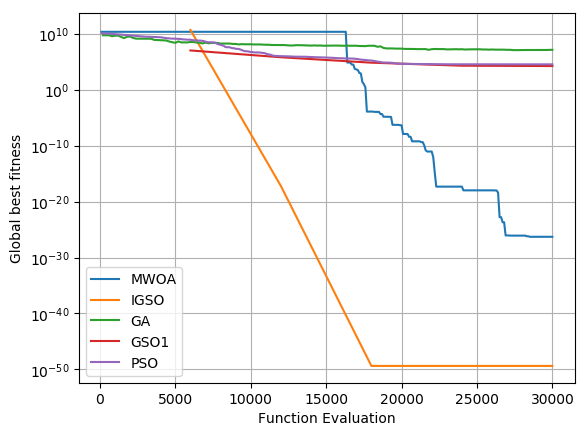 10^10
10^0
10^-10
10^-20
10^-30
10^-40
10^-50
Global best fitness
MWOA
IGSO
GA
GSO1
PSO
0 5000 10000 15000 20000 25000 30000
Function Evaluation